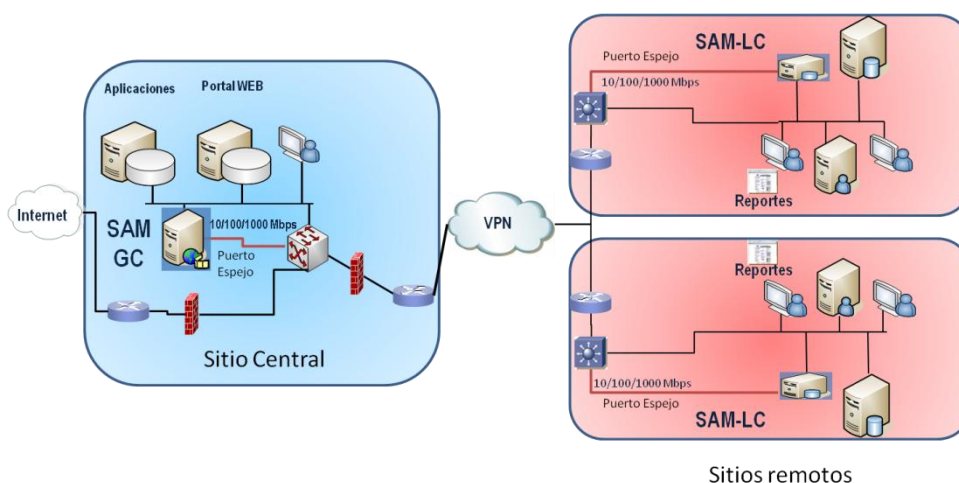 Aplicaciones
Portal WEB
Internet
SAM
GC
10/100/1000 Mbps
Puerto
Espejo
Sitio Central
VPN
SAM-LC
Puerto Espejo
10/100/1000 Mbps
Reportes
Reportes
10/100/1000 Mbps
Puerto Espejo
SAM-LC
Sitios remotos